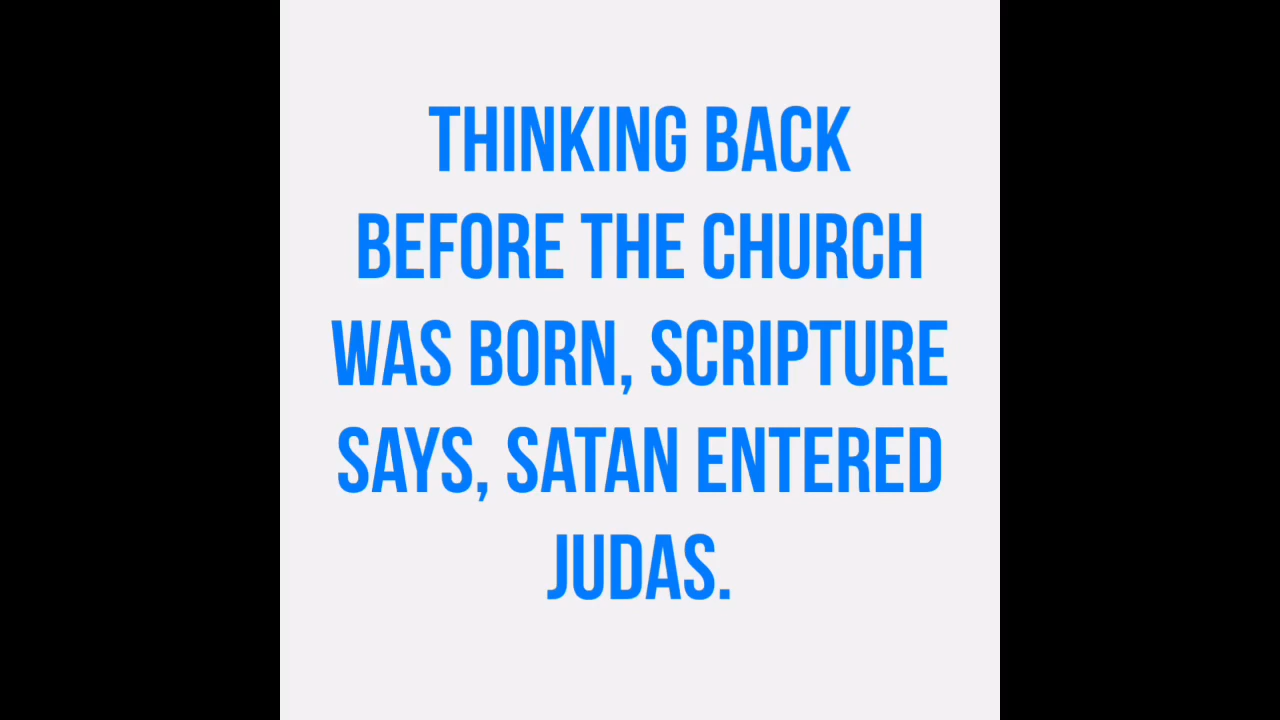 THINKING BACK
BEFORE THE CHURCH
WAS BORN, SCRIPTURE
SAYS, SATAN ENTERED
JUDAS.